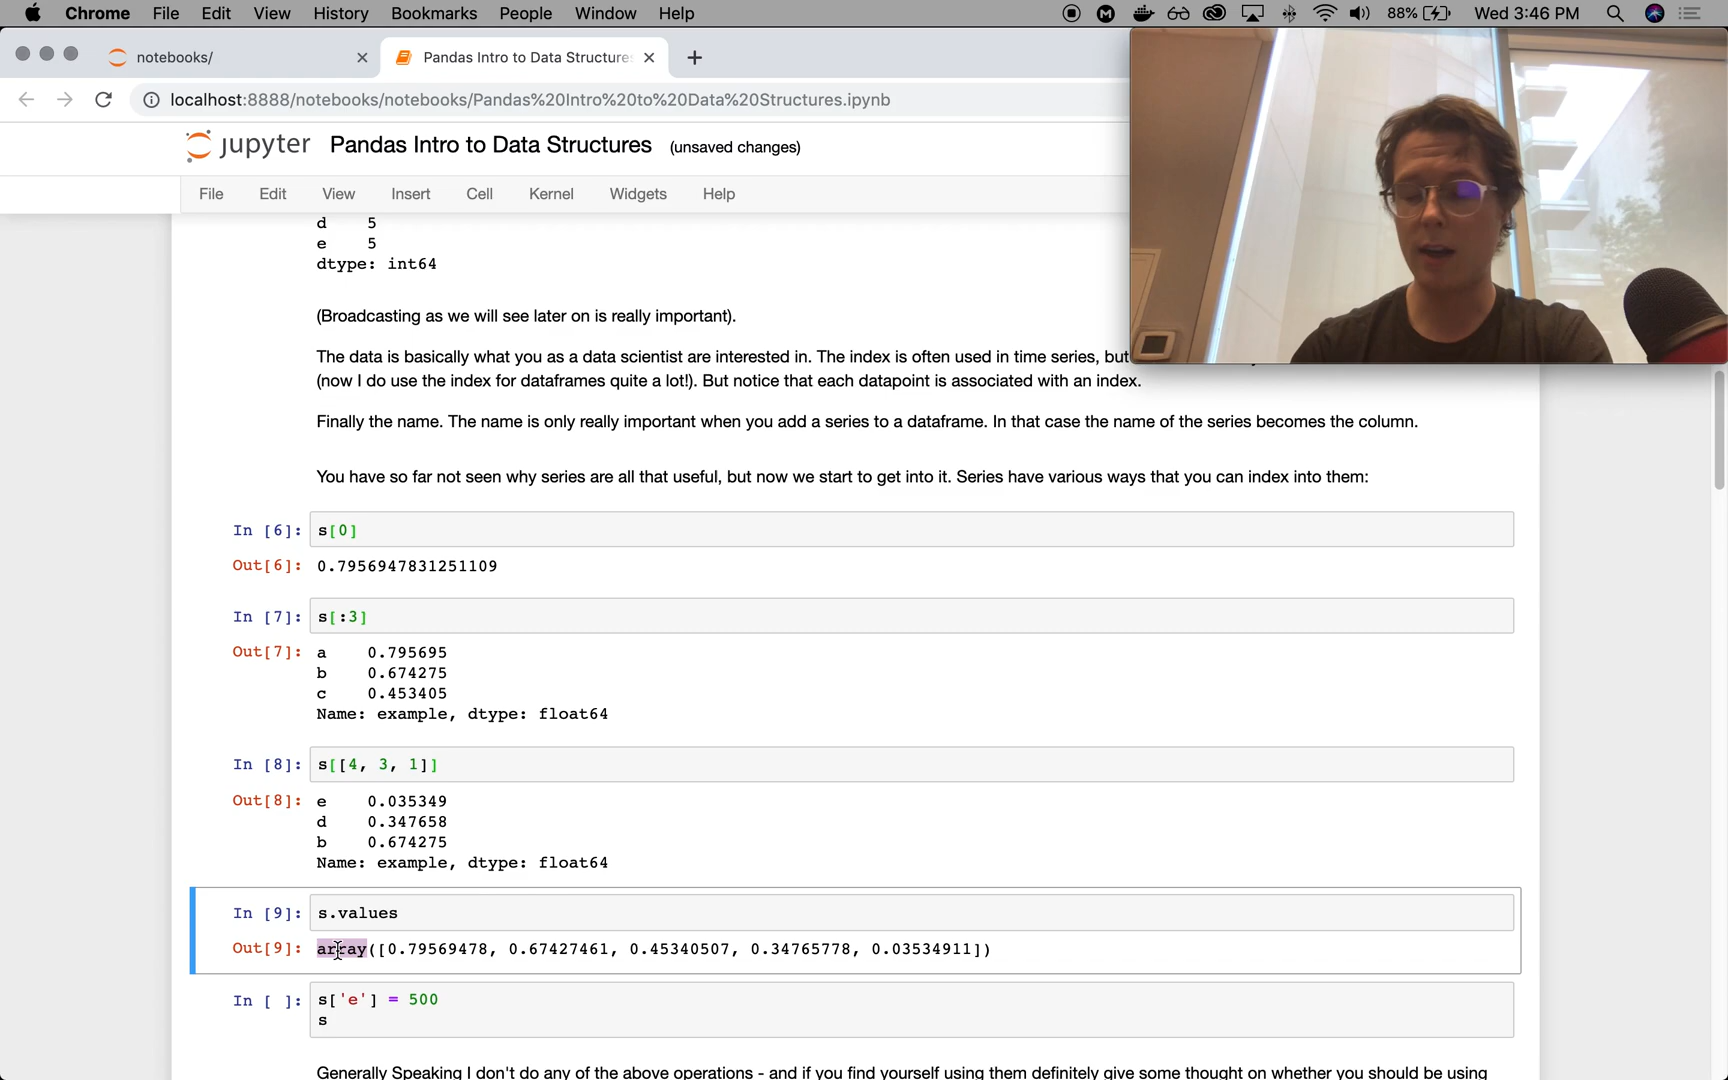 Chrome File Edit View History Bookmarks People Window Help 88% Wed 3:46 PM
notebooks/ Pandas Intro to Data Structures
localhost:8888/notebooks/notebooks/Pandas%20Intro%20to%20Data%20Structures.ipynb
jupyter Pandas Intro to Data Structures (unsaved changes)
File Edit View Insert Cell Kernel Widgets Help
d 5
e 5
dtype: int64
(Broadcasting as we will see later on is really important).
The data is basically what you as a data scientist are interested in. The index is often used in time series, but
(now I do use the index for dataframes quite a lot!). But notice that each datapoint is associated with an index.
Finally the name. The name is only really important when you add a series to a dataframe. In that case the name of the series becomes the column.
You have so far not seen why series are all that useful, but now we start to get into it. Series have various ways that you can index into them:
In [6]: s[0]
Out[6]: 0.7956947831251109
In [7]: s[:3]
Out[7]: a 0.795695
b 0.674275
c 0.453405
Name: example, dtype: float64
In [8]: s[[4, 3, 1]]
Out[8]: e 0.035349
d 0.347658
b 0.674275
Name: example, dtype: float64
In [9]: s.values
Out[9]: array([0.79569478, 0.67427461, 0.45340507, 0.34765778, 0.03534911])
In [ ]: s['e'] = 500
s
Generally Speaking I don't do any of the above operations - and if you find yourself using them definitely give some thought on whether you should be using